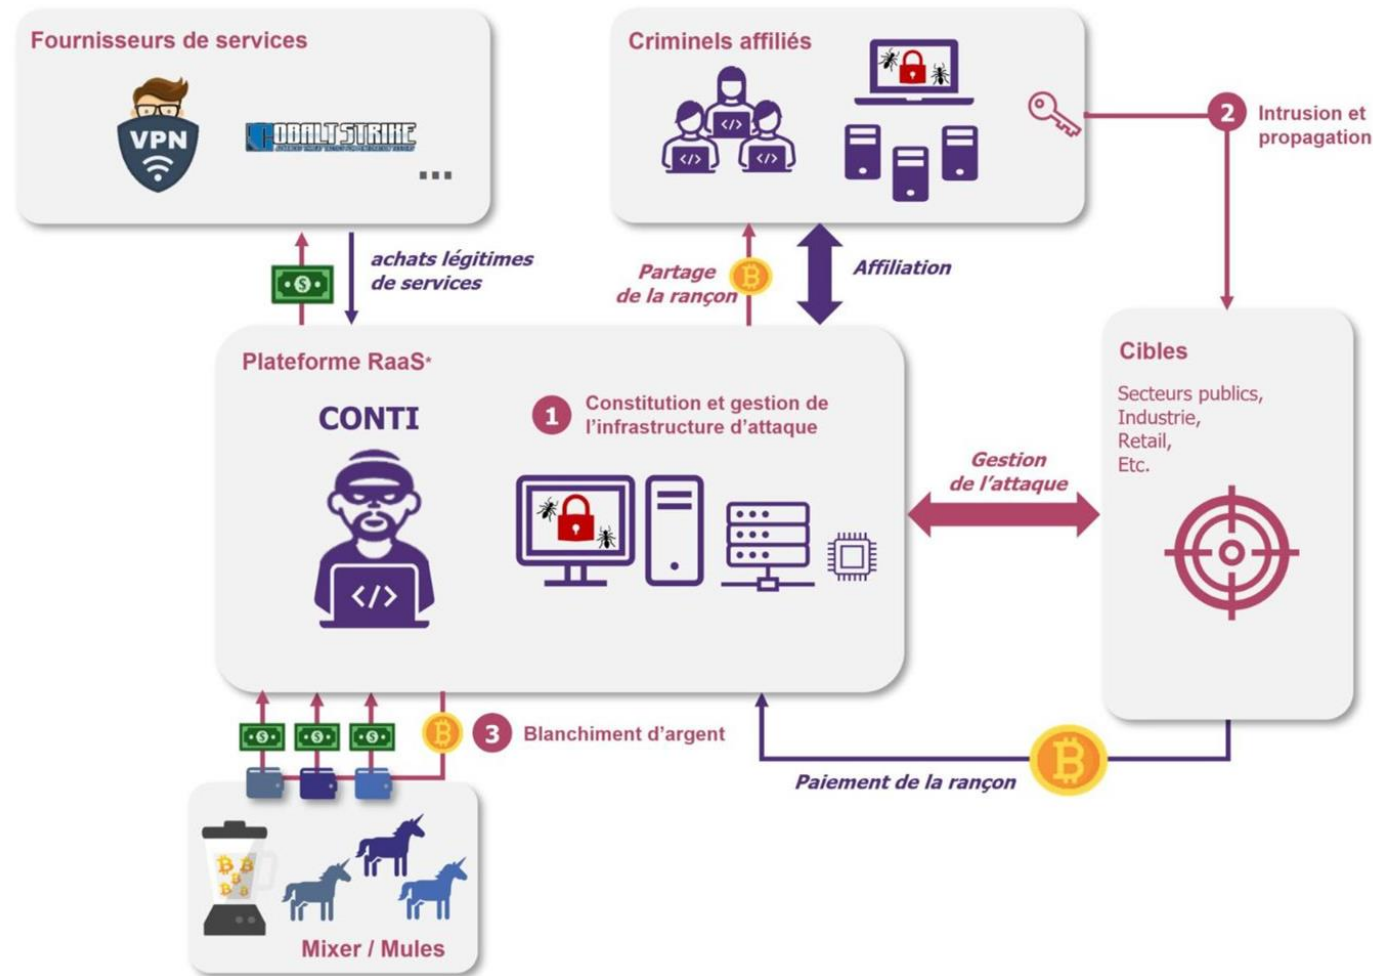 Fournisseurs de services
VPN
COBALTSTRIKE
...
Criminels affiliés
</>
</>
</>
2
Intrusion et
propagation
achats légitimes
de services
$
Partage
de la rançon
Affiliation
Plateforme RaaS*
CONTI
</>
1
Constitution et gestion de
l'infrastructure d'attaque
Gestion
de l'attaque
Cibles
Secteurs publics,
Industrie,
Retail,
Etc.
$
$
$
3
Blanchiment d'argent
Paiement de la rançon
Mixer / Mules